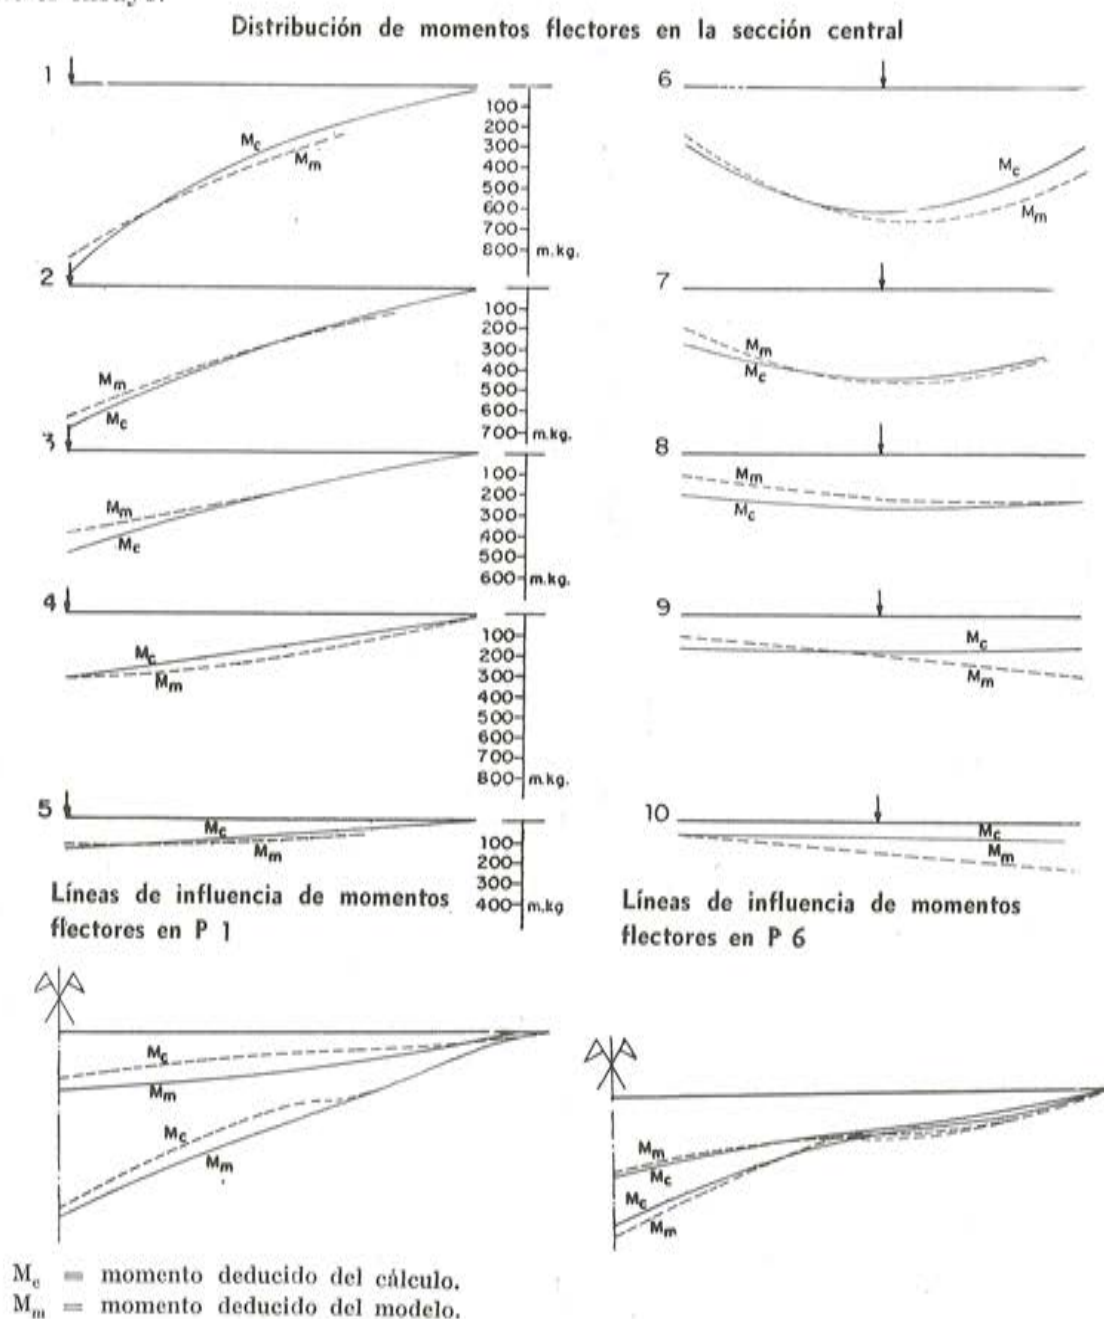 Distribución de momentos flectores en la sección central
1
Mc
Mm
100
200
300
400
500
600
700
800 m.kg.
2
Mm
Mc
100
200
300
400
500
600
700 m.kg.
3
Mm
Mc
100
200
300
400
500
600 m.kg.
4
Mc
Mm
100
200
300
400
500
600
700
800 m.kg.
5
Mc
Mm
100
200
300
400 m.kg
6
Mc
Mm
7
Mm
Mc
8
Mm
Mc
9
Mc
Mm
10
Mc
Mm
Líneas de influencia de momentos
flectores en P 1
Líneas de influencia de momentos
flectores en P 6
Mc
Mm
Mc
Mm
Mm
Mc
Mc
Mm
Mc = momento deducido del cálculo.
Mm = momento deducido del modelo.